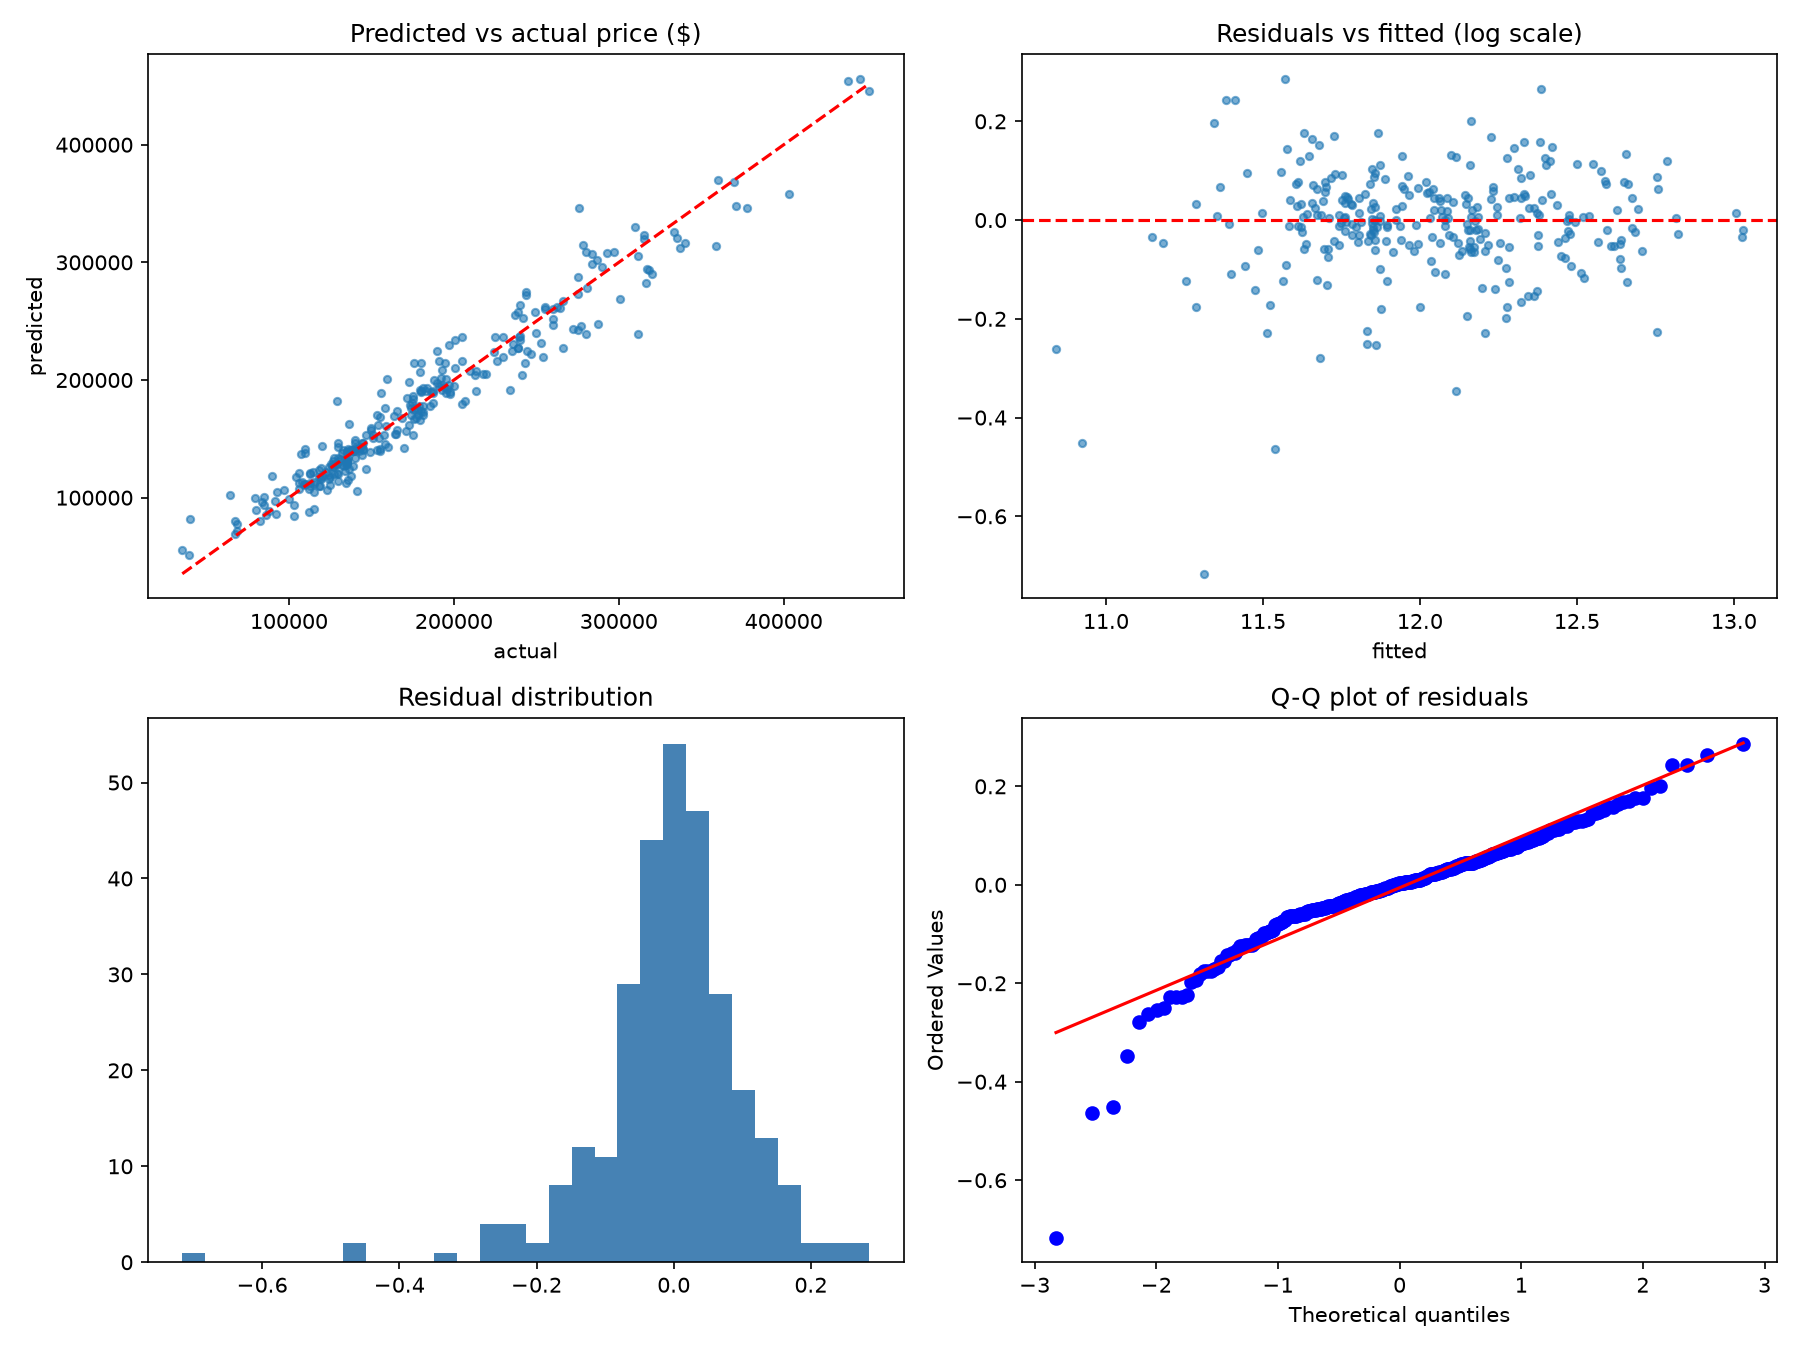 Predicted vs actual price ($)
400000
300000
200000
100000
predicted
100000 200000 300000 400000
actual
Residuals vs fitted (log scale)
0.2
0.0
−0.2
−0.4
−0.6
11.0 11.5 12.0 12.5 13.0
fitted
Residual distribution
50
40
30
20
10
0
−0.6 −0.4 −0.2 0.0 0.2
Q-Q plot of residuals
0.2
0.0
−0.2
−0.4
−0.6
Ordered Values
−3 −2 −1 0 1 2 3
Theoretical quantiles